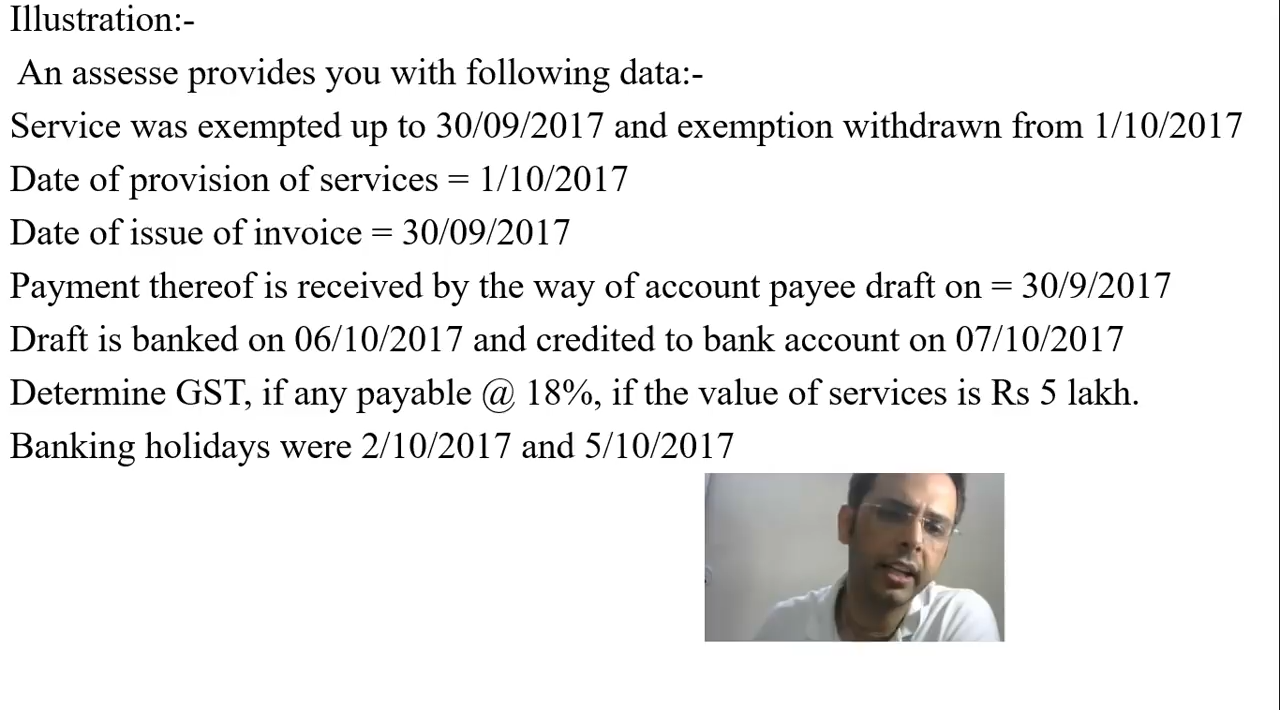 Illustration:-
An assesse provides you with following data:-
Service was exempted up to 30/09/2017 and exemption withdrawn from 1/10/2017
Date of provision of services = 1/10/2017
Date of issue of invoice = 30/09/2017
Payment thereof is received by the way of account payee draft on = 30/9/2017
Draft is banked on 06/10/2017 and credited to bank account on 07/10/2017
Determine GST, if any payable @ 18%, if the value of services is Rs 5 lakh.
Banking holidays were 2/10/2017 and 5/10/2017